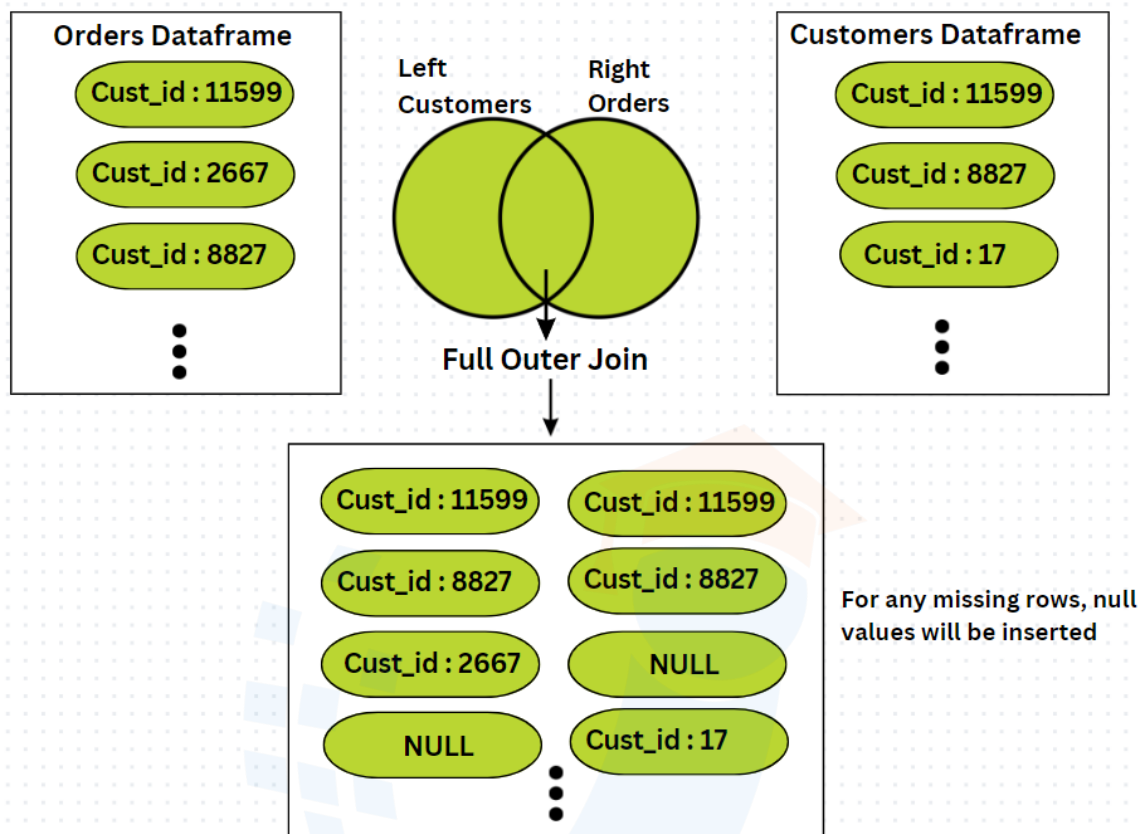 Orders Dataframe
Cust_id : 11599
Cust_id : 2667
Cust_id : 8827
Left
Customers
Right
Orders
Full Outer Join
Customers Dataframe
Cust_id : 11599
Cust_id : 8827
Cust_id : 17
Cust_id : 11599
Cust_id : 11599
Cust_id : 8827
Cust_id : 8827
Cust_id : 2667
NULL
NULL
Cust_id : 17
For any missing rows, null
values will be inserted